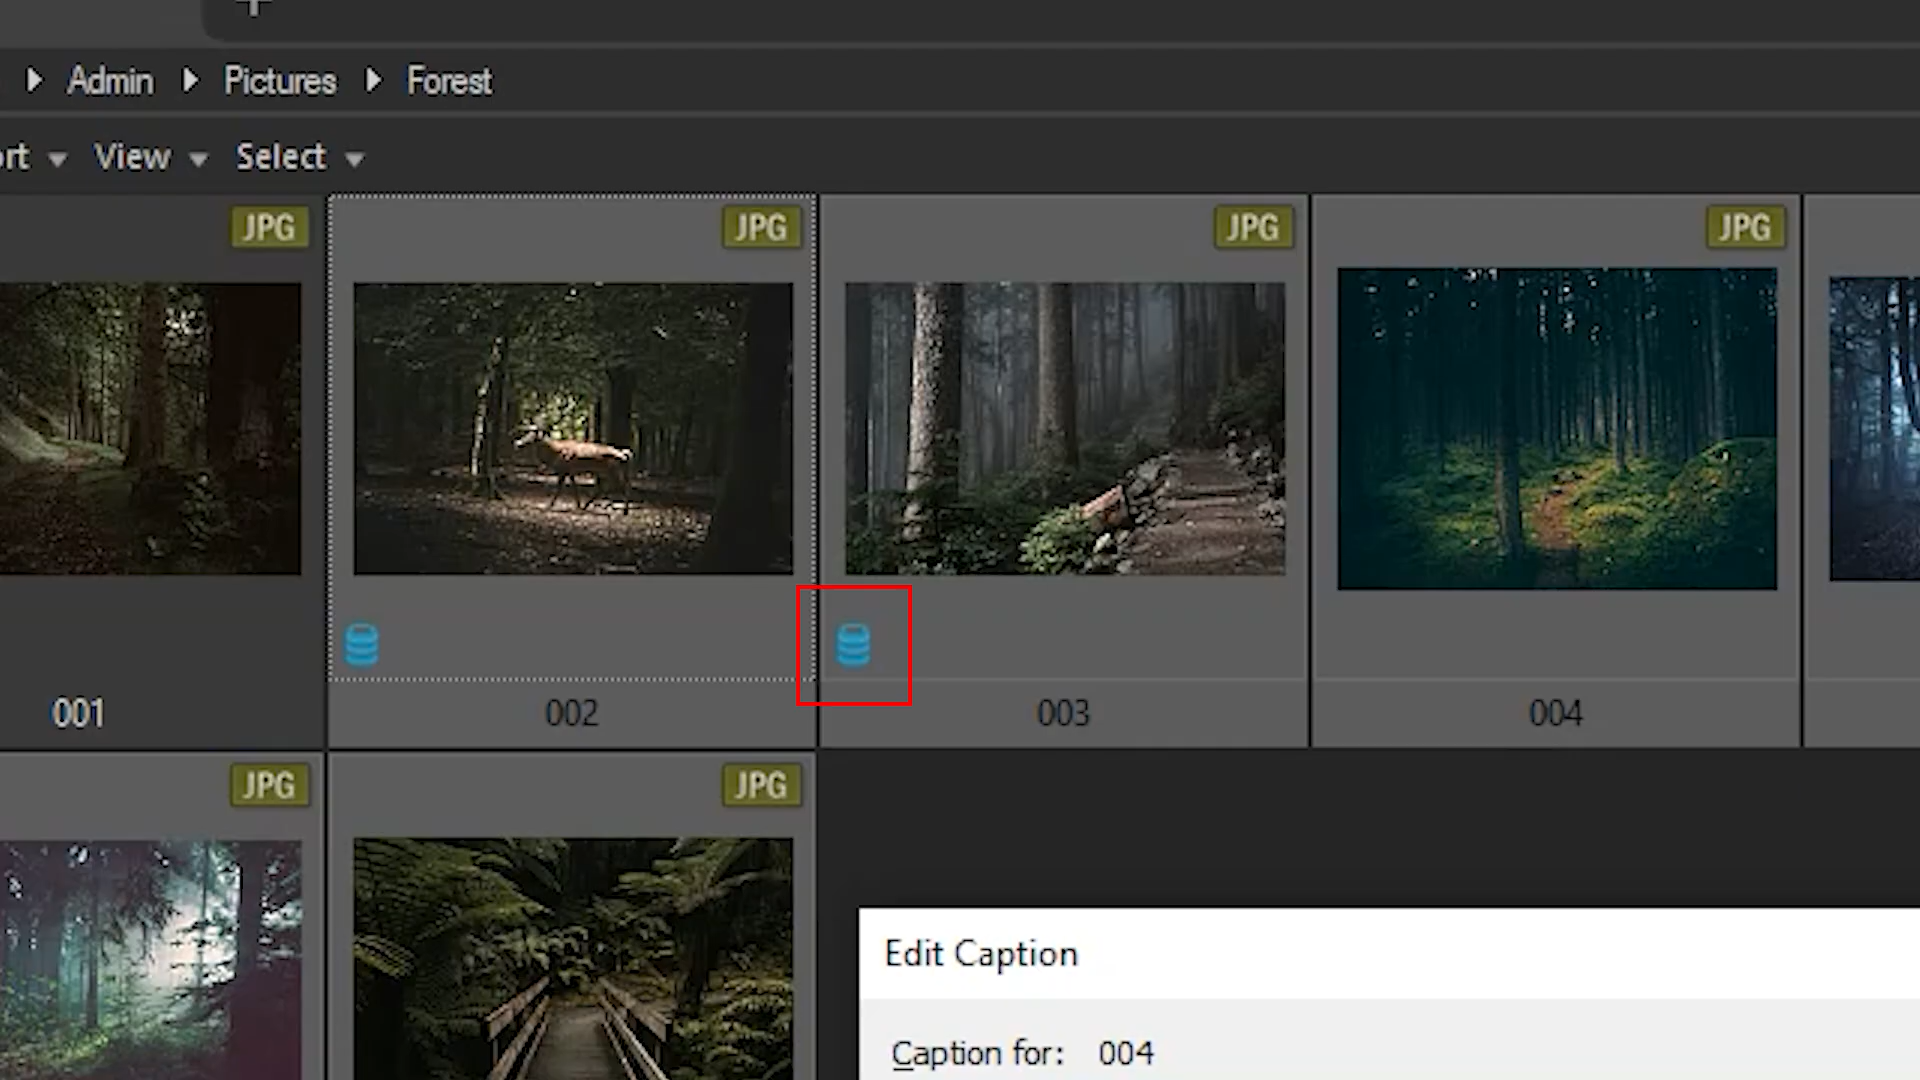 Admin Pictures Forest
View Select
JPG JPG JPG JPG
001 002 003 004
JPG JPG
Edit Caption
Caption for: 004